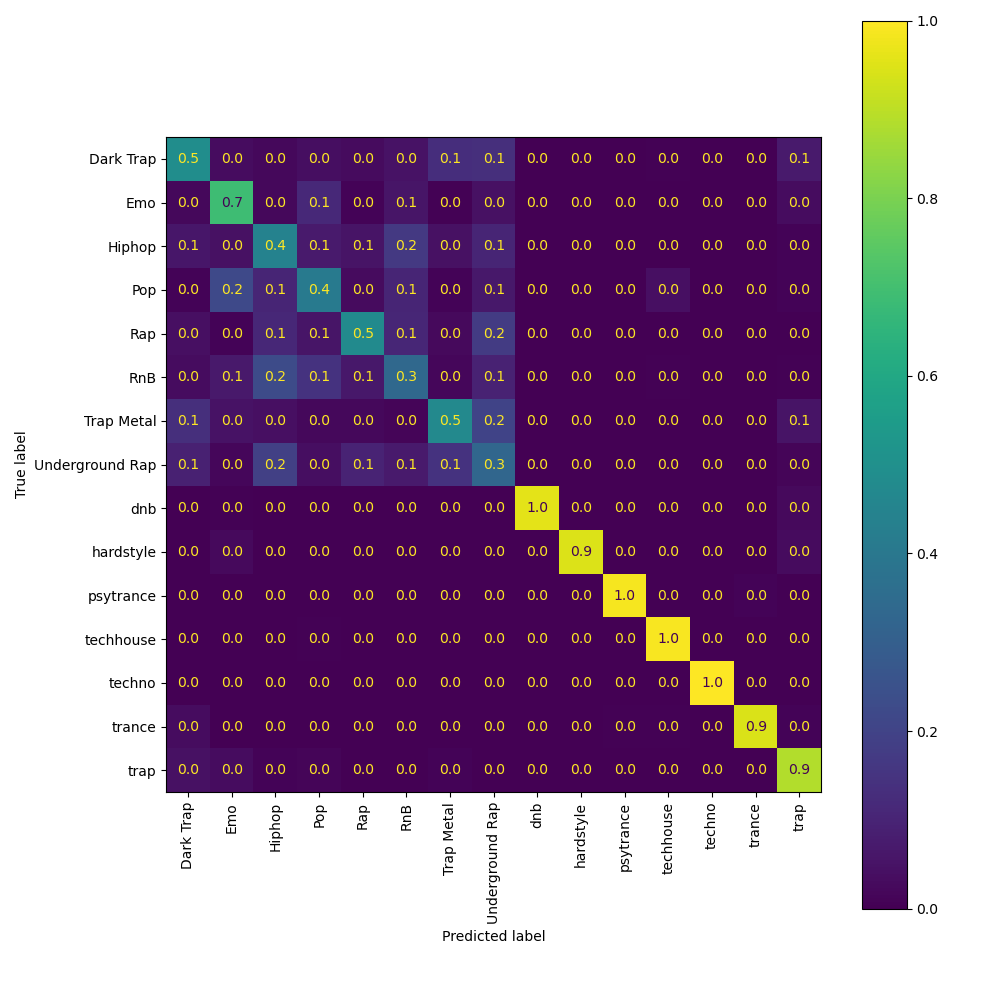 1.0
Dark Trap 0.5 0.0 0.0 0.0 0.0 0.0 0.1 0.1 0.0 0.0 0.0 0.0 0.0 0.0 0.1
Emo 0.0 0.7 0.0 0.1 0.0 0.1 0.0 0.0 0.0 0.0 0.0 0.0 0.0 0.0 0.0
0.8
Hiphop 0.1 0.0 0.4 0.1 0.1 0.2 0.0 0.1 0.0 0.0 0.0 0.0 0.0 0.0 0.0
Pop 0.0 0.2 0.1 0.4 0.0 0.1 0.0 0.1 0.0 0.0 0.0 0.0 0.0 0.0 0.0
Rap 0.0 0.0 0.1 0.1 0.5 0.1 0.0 0.2 0.0 0.0 0.0 0.0 0.0 0.0 0.0
RnB 0.0 0.1 0.2 0.1 0.1 0.3 0.0 0.1 0.0 0.0 0.0 0.0 0.0 0.0 0.0
0.6
Trap Metal 0.1 0.0 0.0 0.0 0.0 0.0 0.5 0.2 0.0 0.0 0.0 0.0 0.0 0.0 0.1
True label
Underground Rap 0.1 0.0 0.2 0.0 0.1 0.1 0.1 0.3 0.0 0.0 0.0 0.0 0.0 0.0 0.0
dnb 0.0 0.0 0.0 0.0 0.0 0.0 0.0 0.0 1.0 0.0 0.0 0.0 0.0 0.0 0.0
hardstyle 0.0 0.0 0.0 0.0 0.0 0.0 0.0 0.0 0.0 0.9 0.0 0.0 0.0 0.0 0.0
0.4
psytrance 0.0 0.0 0.0 0.0 0.0 0.0 0.0 0.0 0.0 0.0 1.0 0.0 0.0 0.0 0.0
techhouse 0.0 0.0 0.0 0.0 0.0 0.0 0.0 0.0 0.0 0.0 0.0 1.0 0.0 0.0 0.0
techno 0.0 0.0 0.0 0.0 0.0 0.0 0.0 0.0 0.0 0.0 0.0 0.0 1.0 0.0 0.0
trance 0.0 0.0 0.0 0.0 0.0 0.0 0.0 0.0 0.0 0.0 0.0 0.0 0.0 0.9 0.0
0.2
trap 0.0 0.0 0.0 0.0 0.0 0.0 0.0 0.0 0.0 0.0 0.0 0.0 0.0 0.0 0.9
Dark Trap
Emo
Hiphop
Pop
Rap
RnB
Trap Metal
Underground Rap
dnb
hardstyle
psytrance
techhouse
techno
trance
trap
0.0
Predicted label